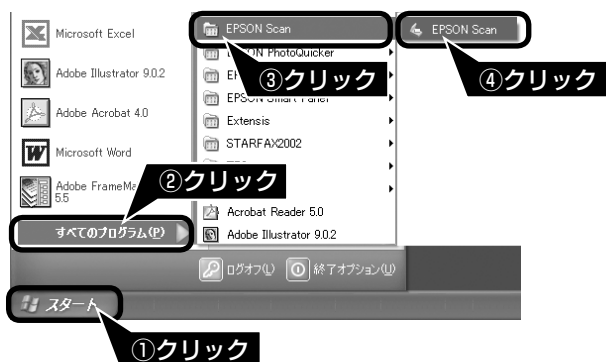 Microsoft Excel
Adobe Illustrator 9.0.2
Adobe Acrobat 4.0
Microsoft Word
Adobe FrameMa
5.5
②クリック
すべてのプログラム(P)
スタート
①クリック
EPSON Scan
ON PhotoQuicker
③クリック
EPSON Smart Panel
Extensis
STARFAX2002
Acrobat Reader 5.0
Adobe Illustrator 9.0.2
ログオフ(L)
終了オプション(U)
EPSON Scan
④クリック